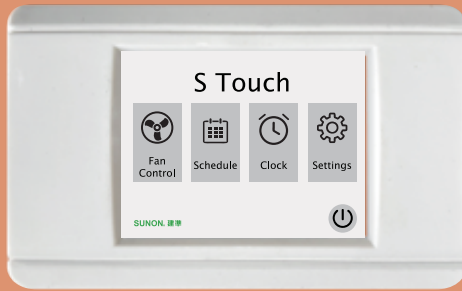 S Touch
Fan
Control
Schedule
Clock
Settings
SUNON. 建準